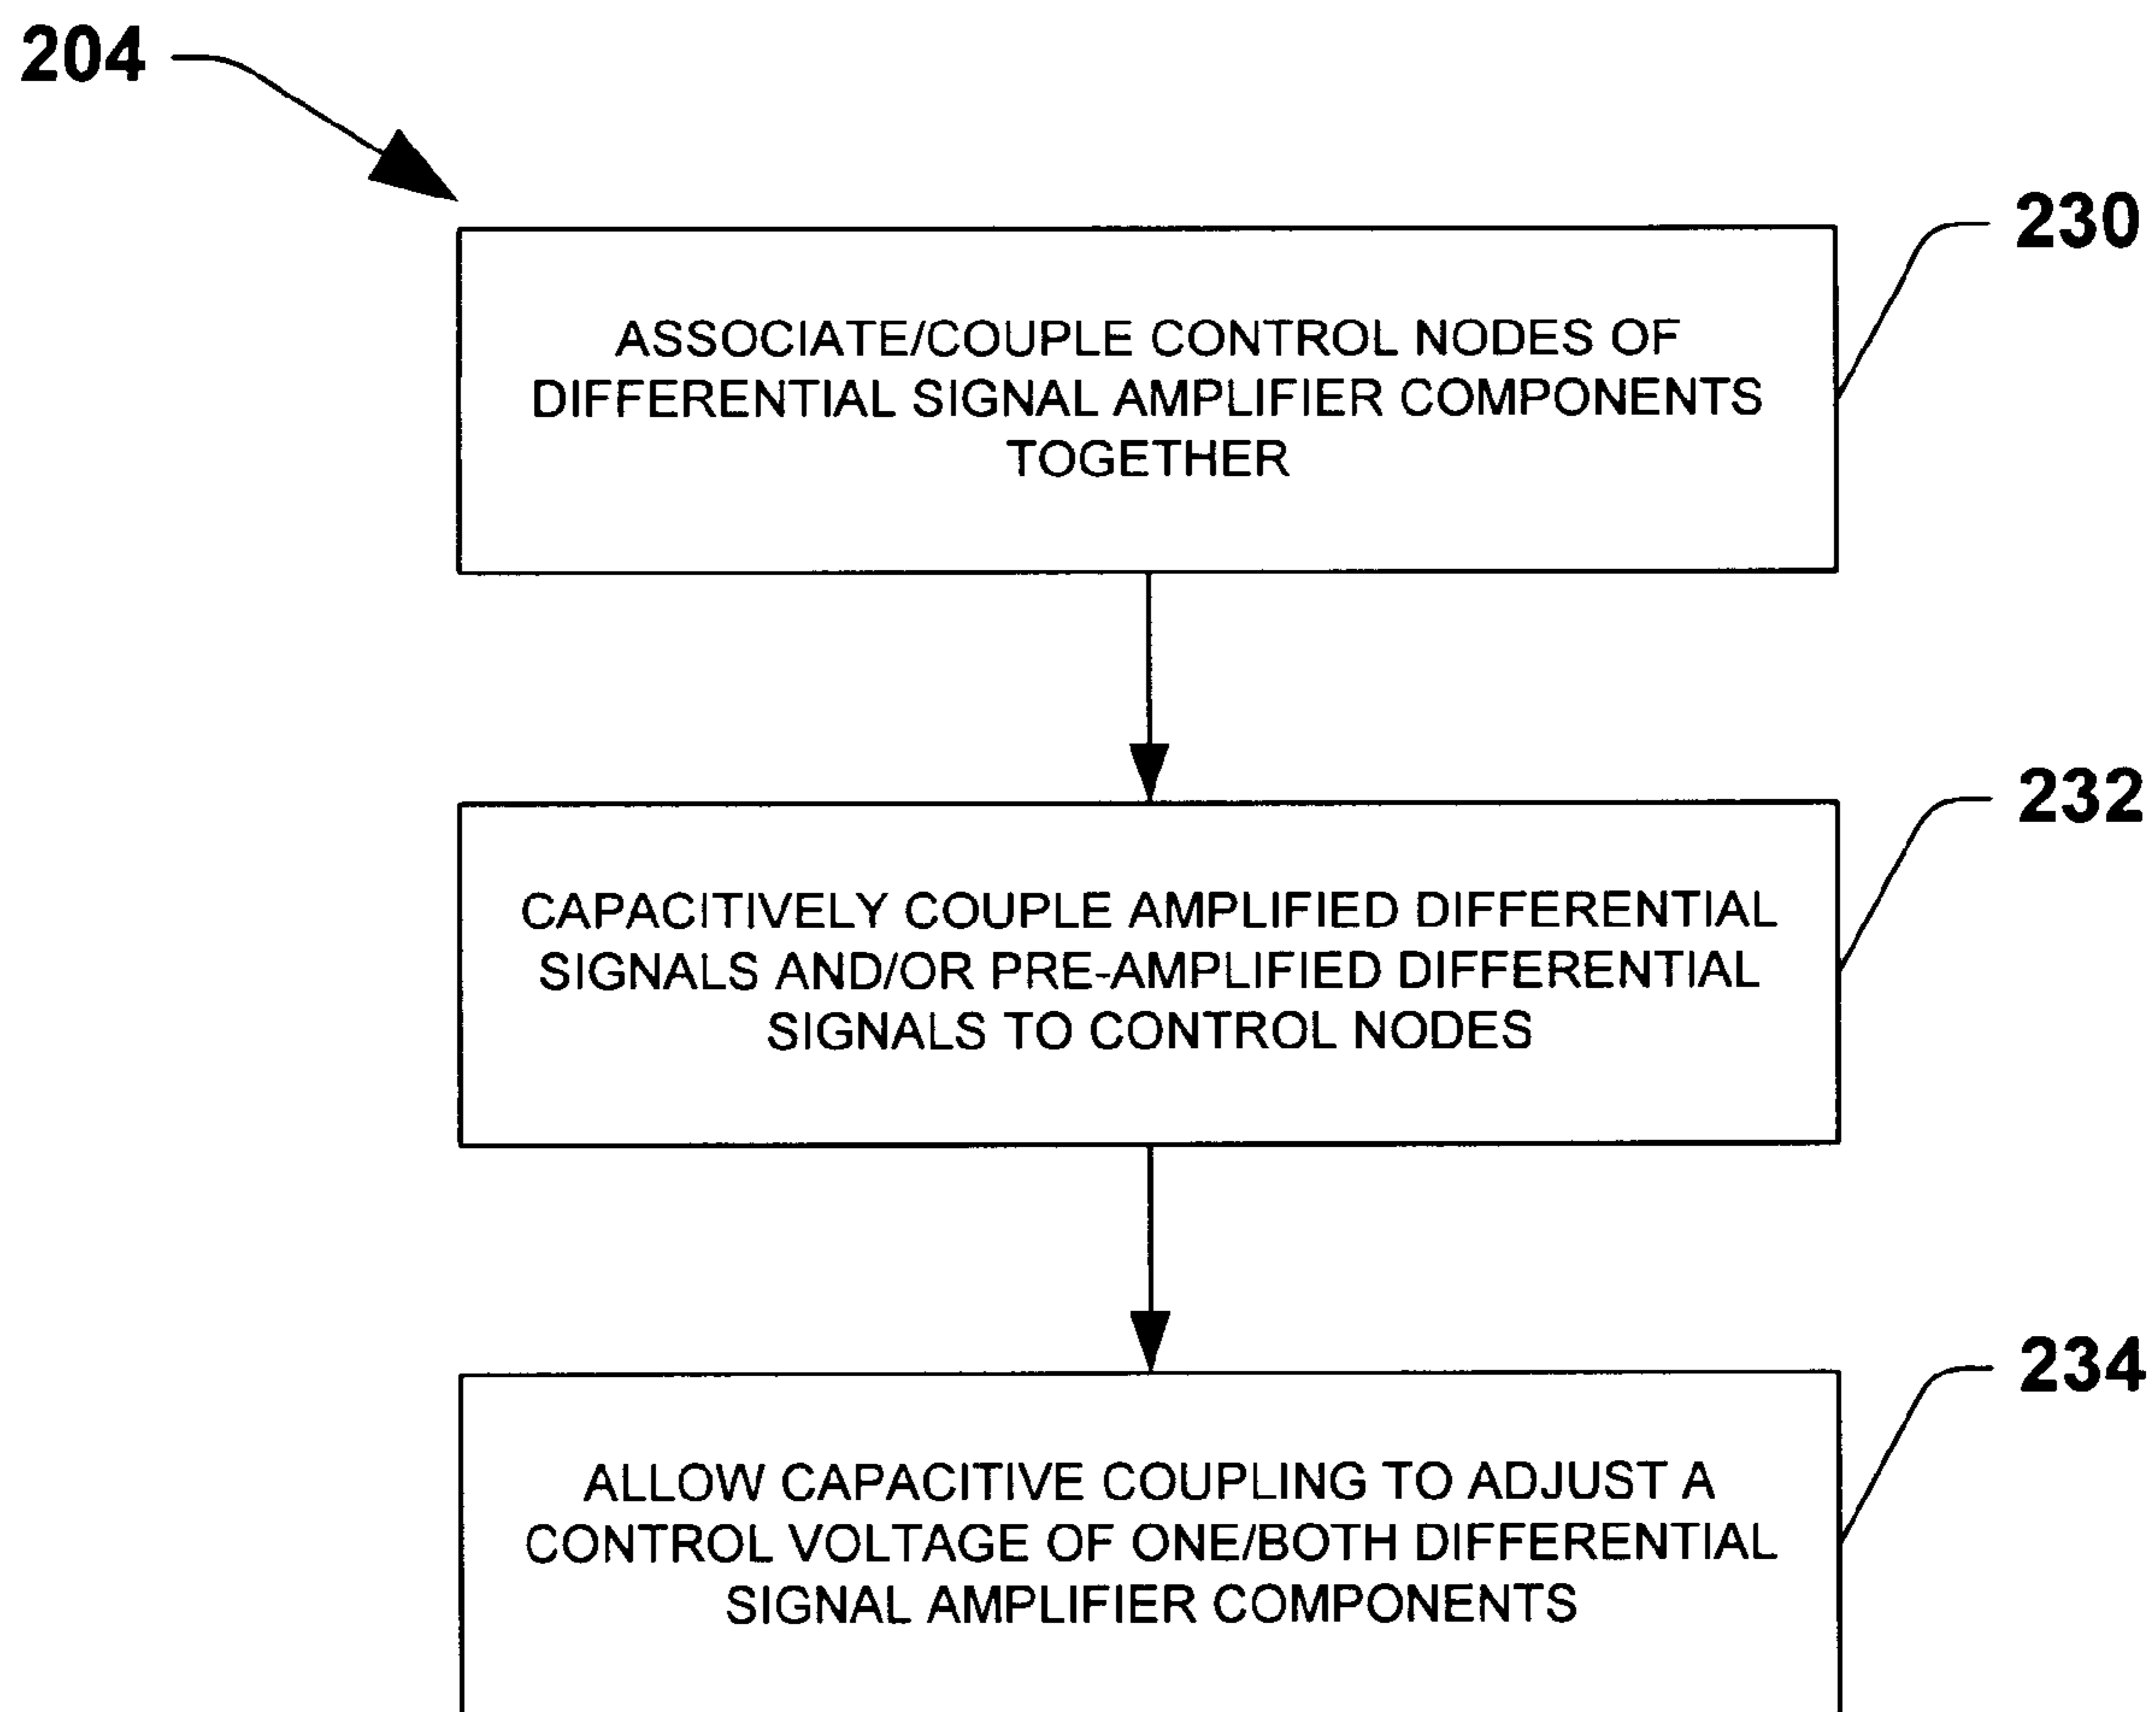 204
230
ASSOCIATE/COUPLE CONTROL NODES OF
DIFFERENTIAL SIGNAL AMPLIFIER COMPONENTS
TOGETHER
232
CAPACITIVELY COUPLE AMPLIFIED DIFFERENTIAL
SIGNALS AND/OR PRE-AMPLIFIED DIFFERENTIAL
SIGNALS TO CONTROL NODES
234
ALLOW CAPACITIVE COUPLING TO ADJUST A
CONTROL VOLTAGE OF ONE/BOTH DIFFERENTIAL
SIGNAL AMPLIFIER COMPONENTS